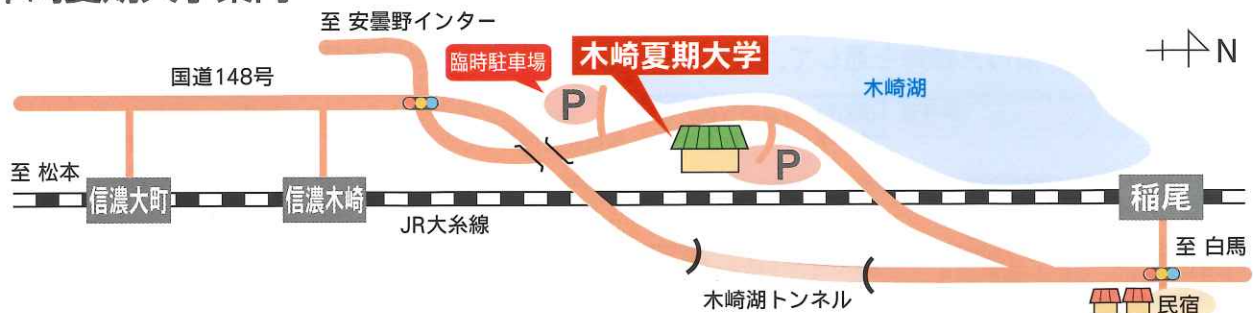 至 安曇野インター
国道148号
臨時駐車場
木崎夏期大学
木崎湖
N
P
P
至 松本
信濃大町
信濃木崎
稲尾
JR大糸線
至 白馬
木崎湖トンネル
民宿